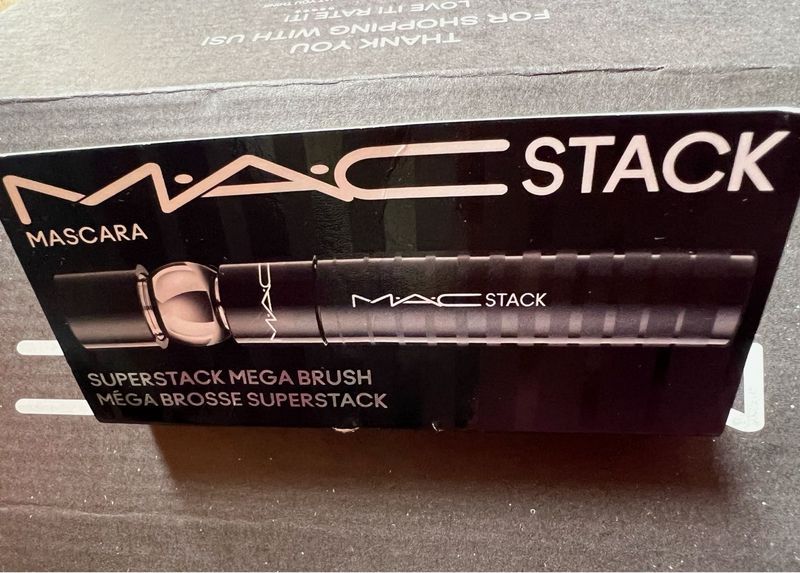 THANK YOU
FOR SHOPPING WITH US!
LOVE IT! RATE IT!
M·A·C STACK
MASCARA
M·A·C
M·A·C STACK
SUPERSTACK MEGA BRUSH
MÉGA BROSSE SUPERSTACK